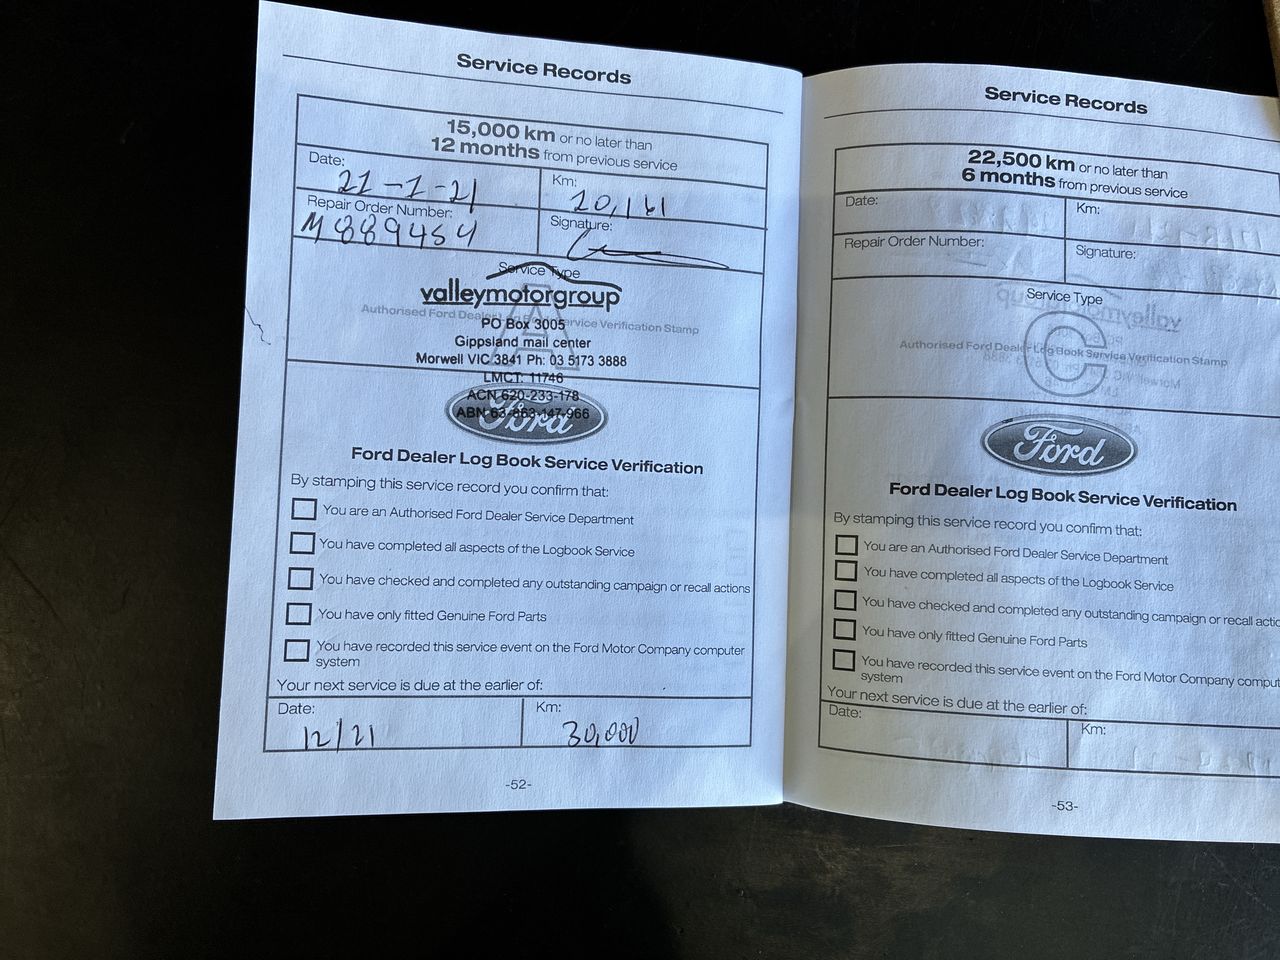 Service Records
15,000 km or no later than
12 months from previous service
Date:
21-1-21
Km:
20,161
Repair Order Number:
M889454
Signature:
Service Type
A
valleymotorgroup
Authorised Ford Dealer Log Book Service Verification Stamp
PO Box 3005
Gippsland mail center
Morwell VIC 3841 Ph: 03 5173 3888
LMCT: 11746
ACN 620-233-178
ABN 63-663-147-966
Ford
Ford Dealer Log Book Service Verification
By stamping this service record you confirm that:
You are an Authorised Ford Dealer Service Department
You have completed all aspects of the Logbook Service
You have checked and completed any outstanding campaign or recall actions
You have only fitted Genuine Ford Parts
You have recorded this service event on the Ford Motor Company computer
system
Your next service is due at the earlier of:
Date:
12/21
Km:
30,000
-52-
Service Records
22,500 km or no later than
6 months from previous service
Date:
Km:
Repair Order Number:
Signature:
Service Type
C
Authorised Ford Dealer Log Book Service Verification Stamp
Ford
Ford Dealer Log Book Service Verification
By stamping this service record you confirm that:
You are an Authorised Ford Dealer Service Department
You have completed all aspects of the Logbook Service
You have checked and completed any outstanding campaign or recall actio
You have only fitted Genuine Ford Parts
You have recorded this service event on the Ford Motor Company comput
system
Your next service is due at the earlier of:
Date:
Km:
-53-